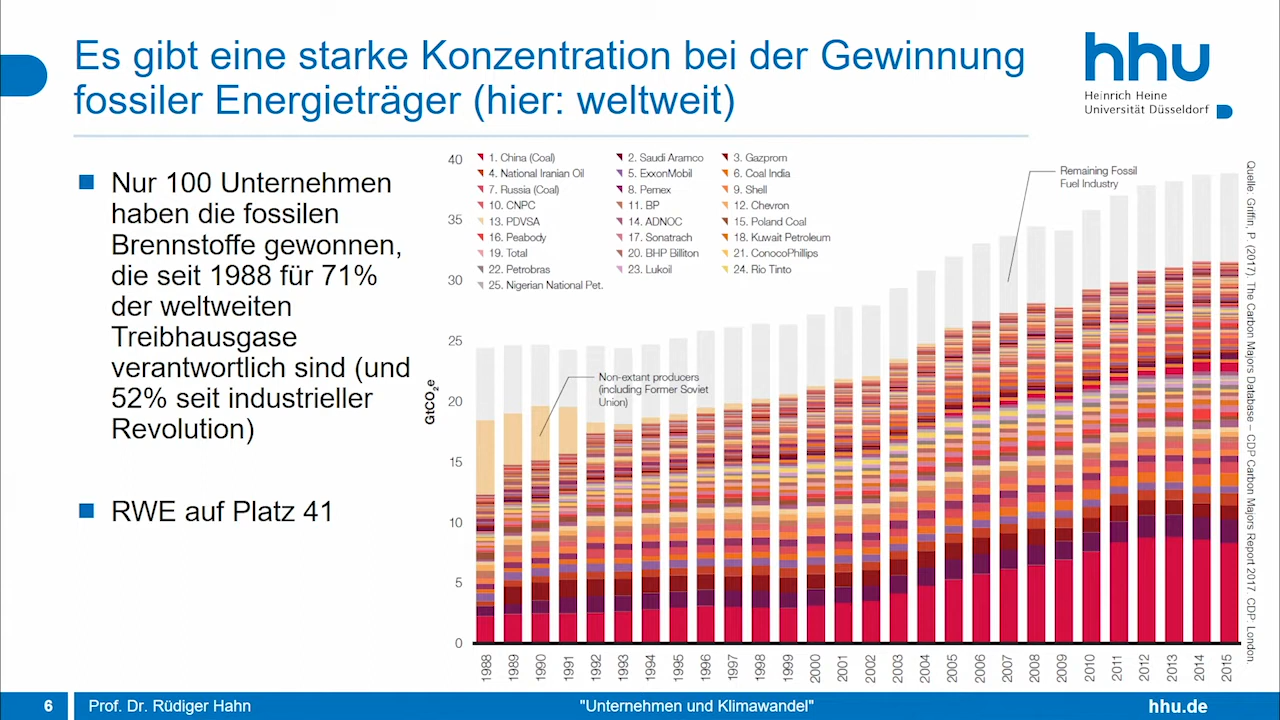 Es gibt eine starke Konzentration bei der Gewinnung
fossiler Energieträger (hier: weltweit)
hhu
Heinrich Heine
Universität Düsseldorf
Nur 100 Unternehmen
haben die fossilen
Brennstoffe gewonnen,
die seit 1988 für 71%
der weltweiten
Treibhausgase
verantwortlich sind (und
52% seit industrieller
Revolution)
RWE auf Platz 41
1. China (Coal)
2. Saudi Aramco
3. Gazprom
4. National Iranian Oil
5. ExxonMobil
6. Coal India
7. Russia (Coal)
8. Pemex
9. Shell
10. CNPC
11. BP
12. Chevron
13. PDVSA
14. ADNOC
15. Poland Coal
16. Peabody
17. Sonatrach
18. Kuwait Petroleum
19. Total
20. BHP Billiton
21. ConocoPhillips
22. Petrobras
23. Lukoil
24. Rio Tinto
25. Nigerian National Pet.
Remaining Fossil
Fuel Industry
Non-extant producers
(including Former Soviet
Union)
GtCO2e
40
35
30
25
20
15
10
5
0
1988
1989
1990
1991
1992
1993
1994
1995
1996
1997
1998
1999
2000
2001
2002
2003
2004
2005
2006
2007
2008
2009
2010
2011
2012
2013
2014
2015
Quelle: Griffin, P. (2017). The Carbon Majors Database – CDP Carbon Majors Report 2017. CDP: London.
6
Prof. Dr. Rüdiger Hahn
"Unternehmen und Klimawandel"
hhu.de